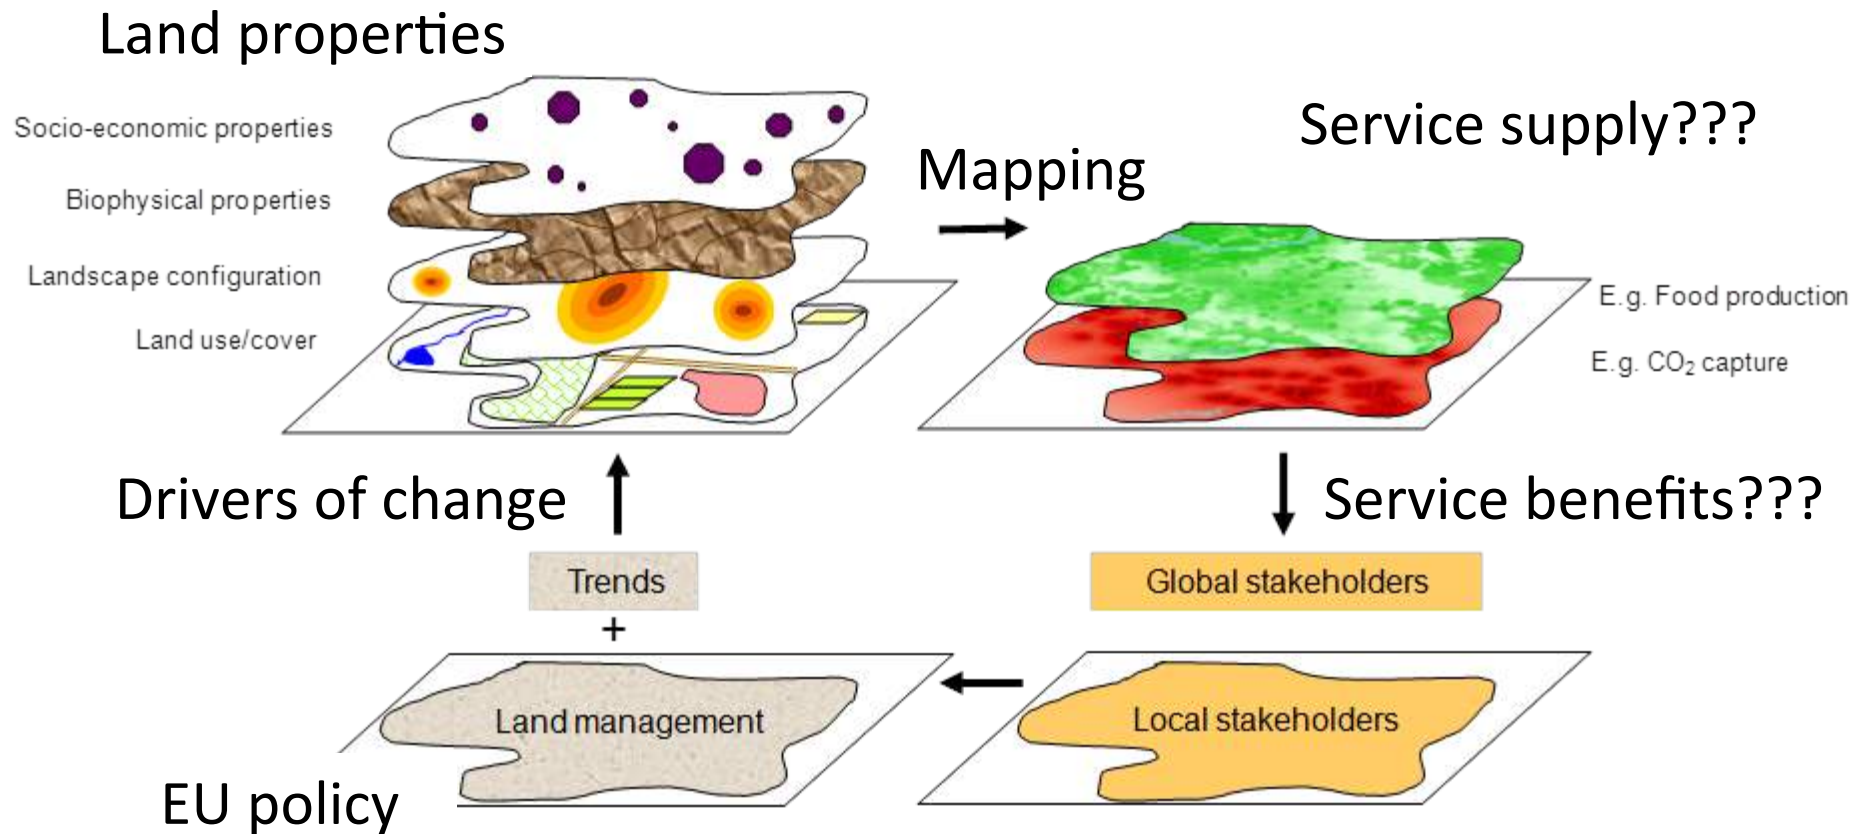 Land properties
Socio-economic properties
Biophysical properties
Landscape configuration
Land use/cover
Mapping
Service supply???
E.g. Food production
E.g. CO₂ capture
Drivers of change
Service benefits???
Trends
+
Global stakeholders
Land management
Local stakeholders
EU policy